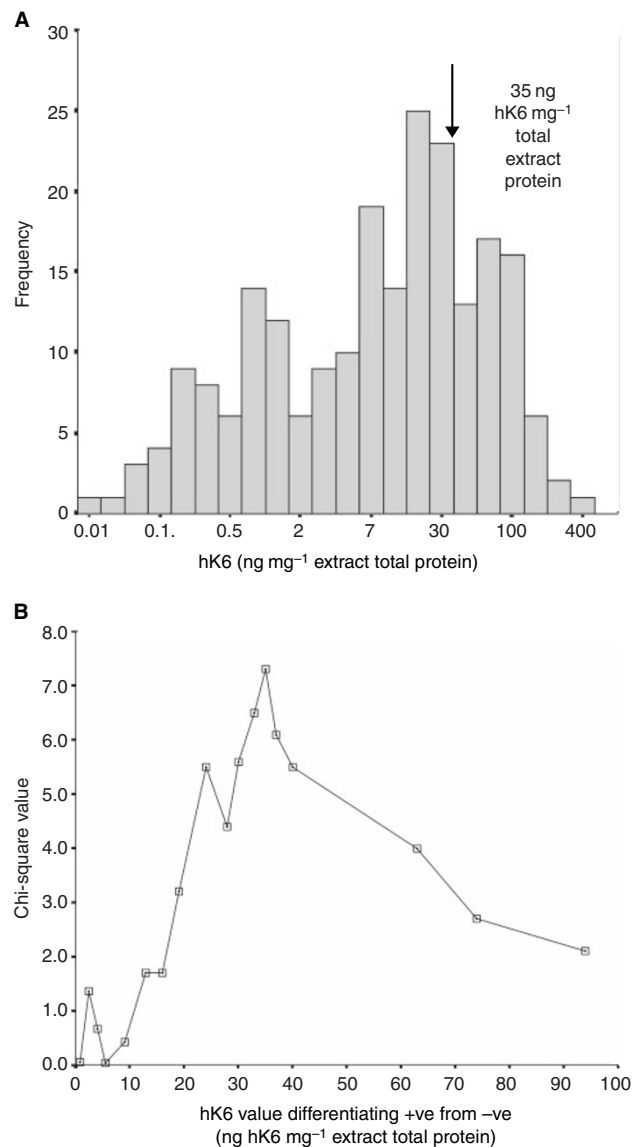 A
30
25
20
15
10
5
0
Frequency
35 ng
hK6 mg⁻¹
total
extract
protein
0.01 0.1. 0.5 2 7 30 100 400
hK6 (ng mg⁻¹ extract total protein)
B
8.0
7.0
6.0
5.0
4.0
3.0
2.0
1.0
0.0
Chi-square value
0 10 20 30 40 50 60 70 80 90 100
hK6 value differentiating +ve from –ve
(ng hK6 mg⁻¹ extract total protein)